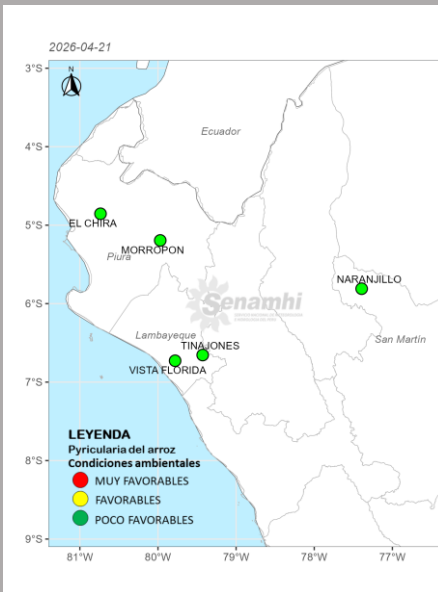 2026-04-21
3°S
N
4°S
Ecuador
5°S
EL CHIRA
MORROPON
Piura
NARANJILLO
6°S
Senamhi
Lambayeque
TINAJONES
San Martín
VISTA FLORIDA
7°S
LEYENDA
Pyricularia del arroz
Condiciones ambientales
8°S
MUY FAVORABLES
FAVORABLES
POCO FAVORABLES
9°S
81°W 80°W 79°W 78°W 77°W